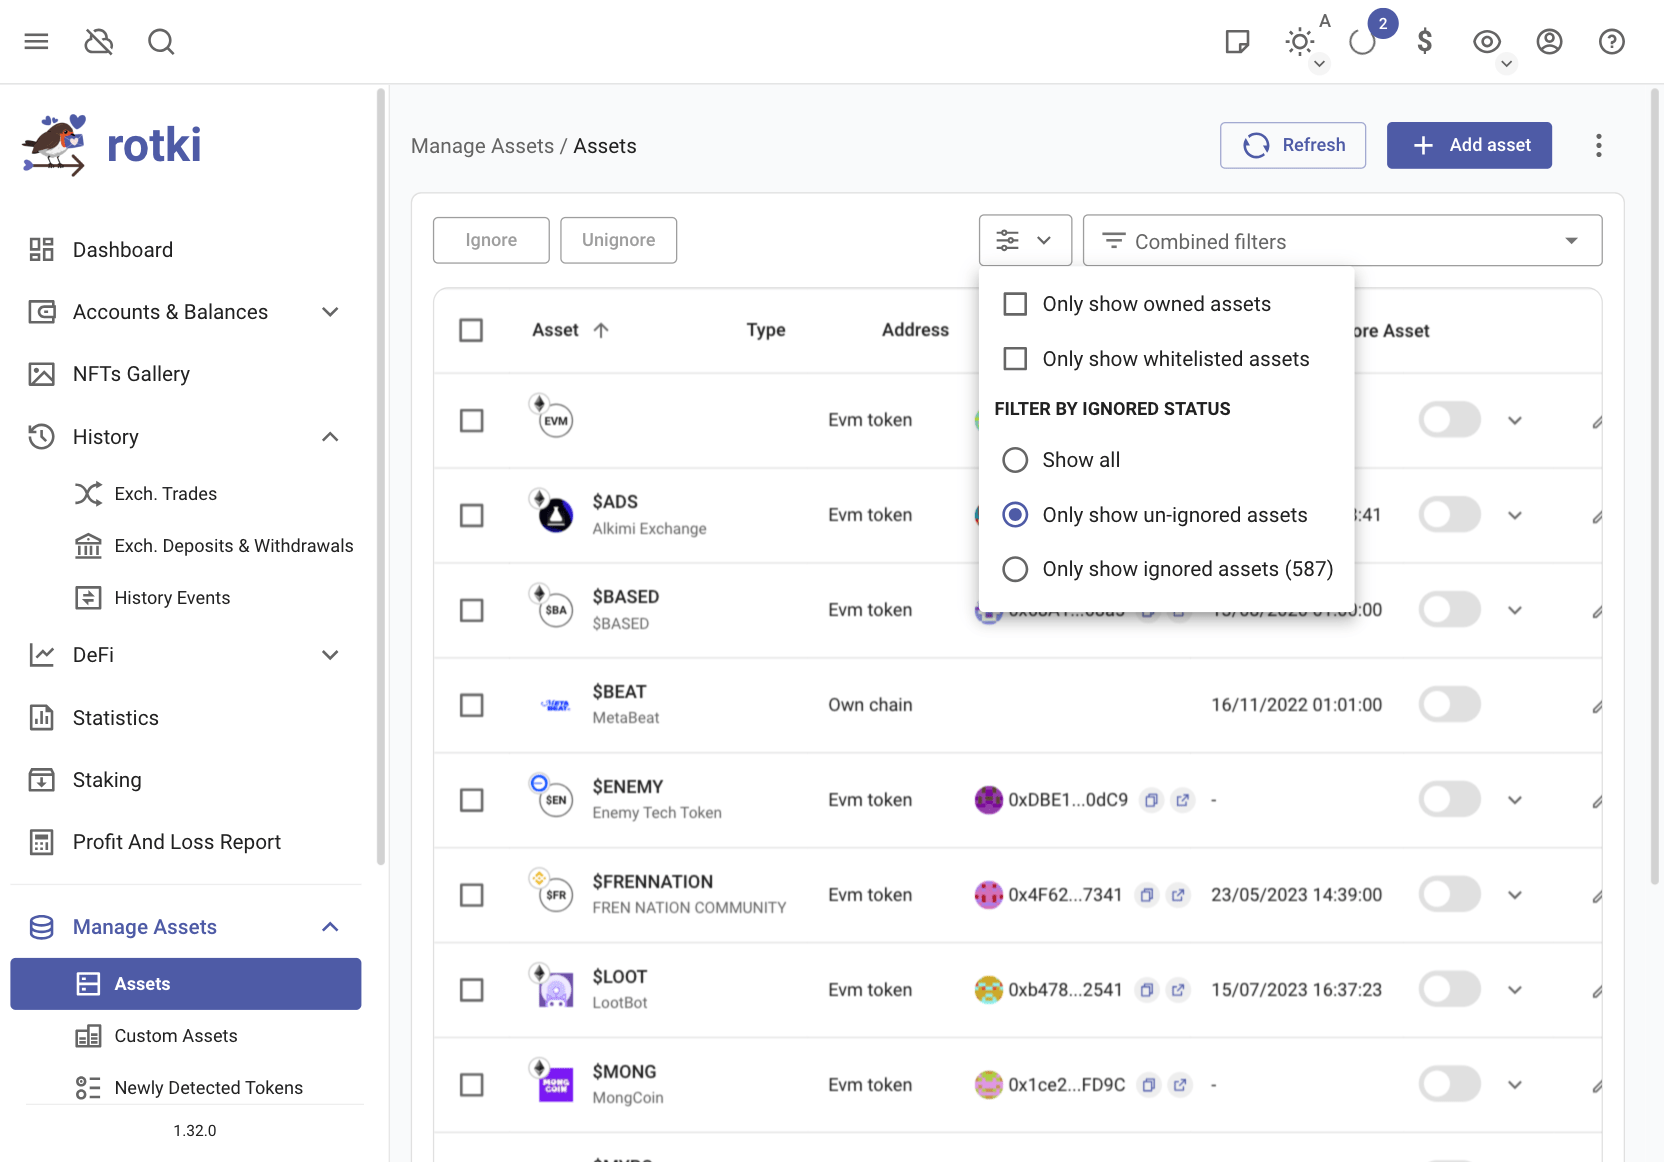 A
2
$
rotki
Manage Assets / Assets
Refresh
Add asset
Dashboard
Accounts & Balances
NFTs Gallery
History
Exch. Trades
Exch. Deposits & Withdrawals
History Events
DeFi
Statistics
Staking
Profit And Loss Report
Manage Assets
Assets
Custom Assets
Newly Detected Tokens
1.32.0
Ignore
Unignore
Combined filters
Only show owned assets
Only show whitelisted assets
FILTER BY IGNORED STATUS
Show all
Only show un-ignored assets
Only show ignored assets (587)
Asset
Type
Address
ore Asset
EVM
Evm token
$ADS
Alkimi Exchange
Evm token
:41
$BA
$BASED
$BASED
Evm token
:00
$BEAT
MetaBeat
Own chain
16/11/2022 01:01:00
$EN
$ENEMY
Enemy Tech Token
Evm token
0xDBE1...0dC9
-
$FR
$FRENNATION
FREN NATION COMMUNITY
Evm token
0x4F62...7341
23/05/2023 14:39:00
$LOOT
LootBot
Evm token
0xb478...2541
15/07/2023 16:37:23
MONG
COIN
$MONG
MongCoin
Evm token
0x1ce2...FD9C
-